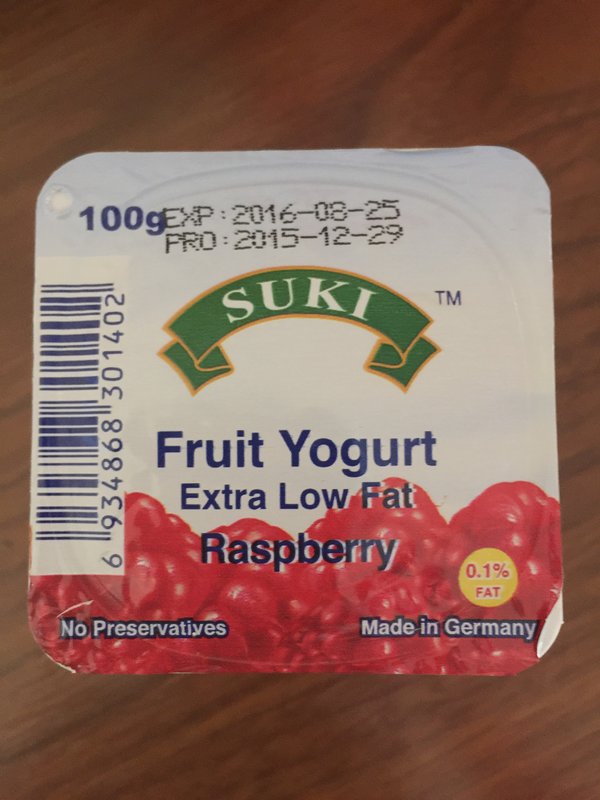 100g
EXP:2016-08-25
PRO:2015-12-29
SUKI TM
6 934868 301402
Fruit Yogurt
Extra Low Fat
Raspberry
0.1%
FAT
No Preservatives
Made in Germany